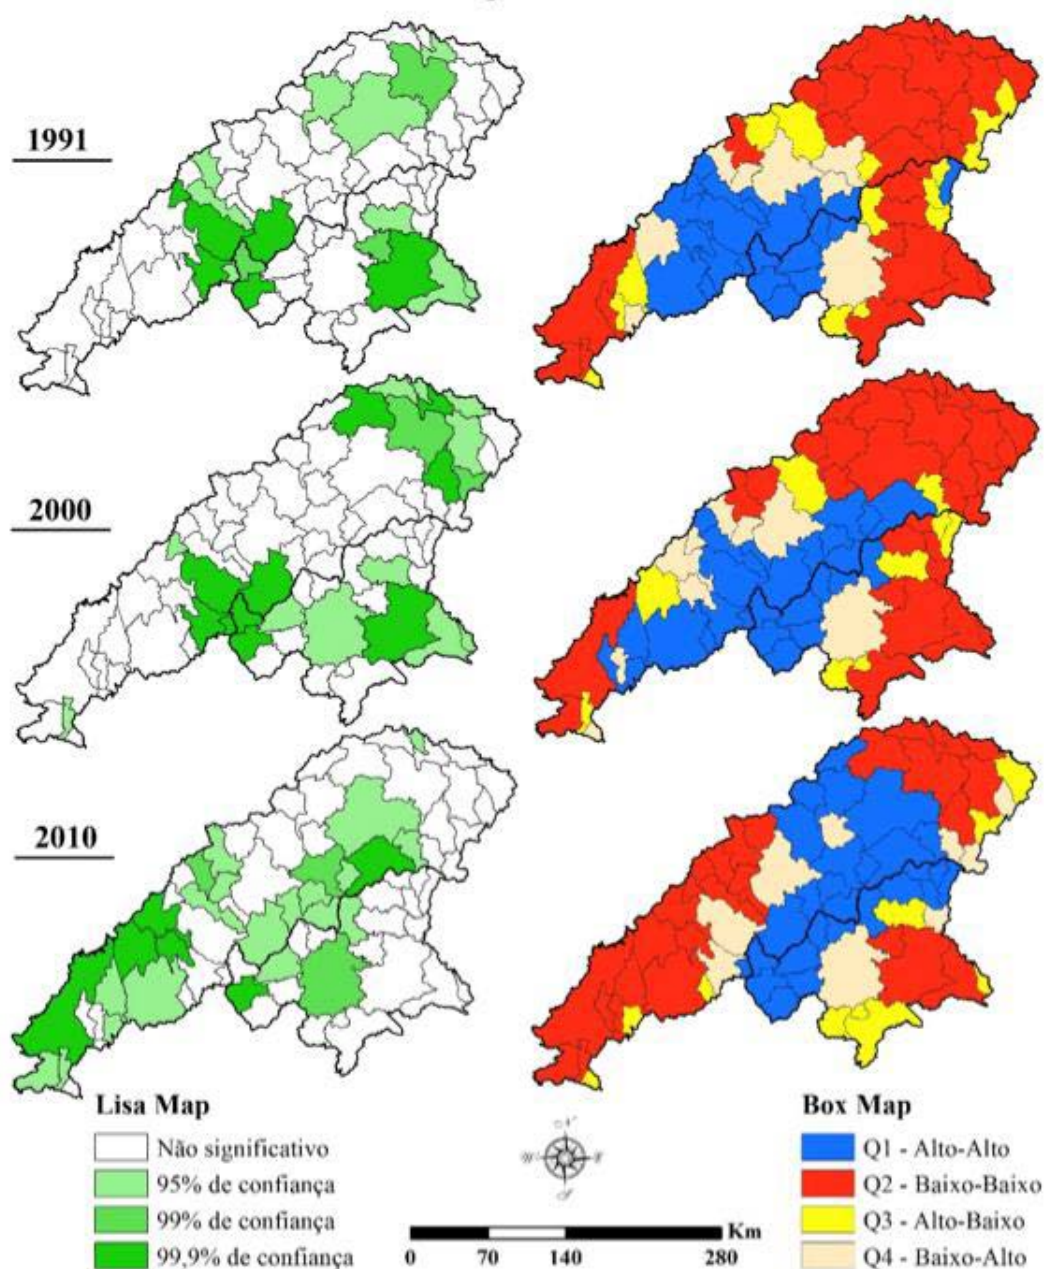 1991
2000
2010
Lisa Map
Não significativo
95% de confiança
99% de confiança
99,9% de confiança
N
Km
0 70 140 280
Box Map
Q1 - Alto-Alto
Q2 - Baixo-Baixo
Q3 - Alto-Baixo
Q4 - Baixo-Alto